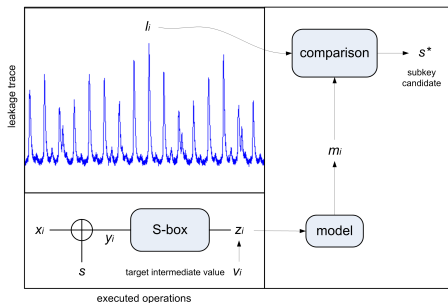 lᵢ
comparison
s*
subkey
candidate
leakage trace
mᵢ
xᵢ
yᵢ
S-box
zᵢ
model
s
target intermediate value
vᵢ
executed operations